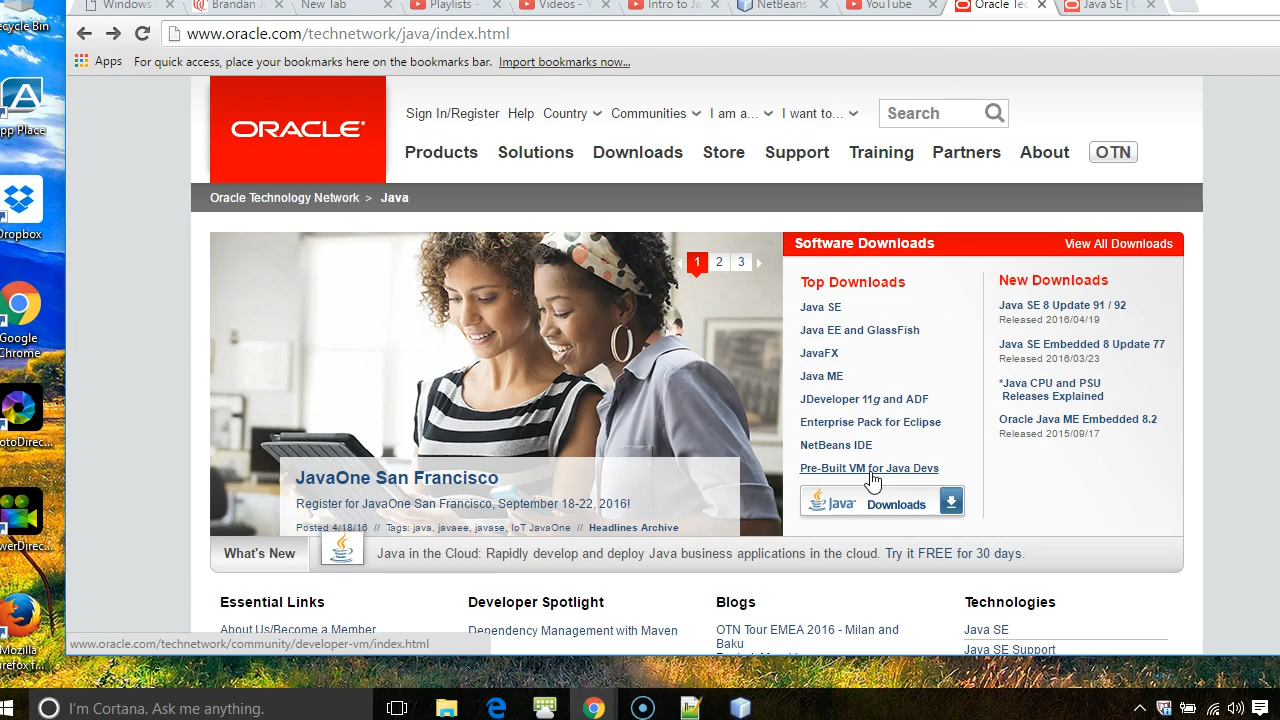 Windows
Brandan J
New Tab
Playlists -
Videos - Y
Intro to Ja
NetBeans
YouTube
Oracle Tec
Java SE | O
www.oracle.com/technetwork/java/index.html
Apps
For quick access, place your bookmarks here on the bookmarks bar. Import bookmarks now...
ORACLE
Sign In/Register Help Country Communities I am a... I want to... Search
Products Solutions Downloads Store Support Training Partners About OTN
Oracle Technology Network > Java
1 2 3
JavaOne San Francisco
Register for JavaOne San Francisco, September 18-22, 2016!
Posted 4/18/16 // Tags: java, javaee, javase, IoT JavaOne // Headlines Archive
Software Downloads View All Downloads
Top Downloads
Java SE
Java EE and GlassFish
JavaFX
Java ME
JDeveloper 11g and ADF
Enterprise Pack for Eclipse
NetBeans IDE
Pre-Built VM for Java Devs
Java Downloads
New Downloads
Java SE 8 Update 91 / 92
Released 2016/04/19
Java SE Embedded 8 Update 77
Released 2016/03/23
*Java CPU and PSU
Releases Explained
Oracle Java ME Embedded 8.2
Released 2015/09/17
What's New
Java in the Cloud: Rapidly develop and deploy Java business applications in the cloud. Try it FREE for 30 days.
Essential Links
About Us/Become a Member
Developer Spotlight
Dependency Management with Maven
Blogs
OTN Tour EMEA 2016 - Milan and
Baku
Technologies
Java SE
Java SE Support
www.oracle.com/technetwork/community/developer-vm/index.html
ecycle Bin
pp Place
Dropbox
Google
Chrome
otoDirec...
werDirec...
Mozilla
irefox f...
I'm Cortana. Ask me anything.